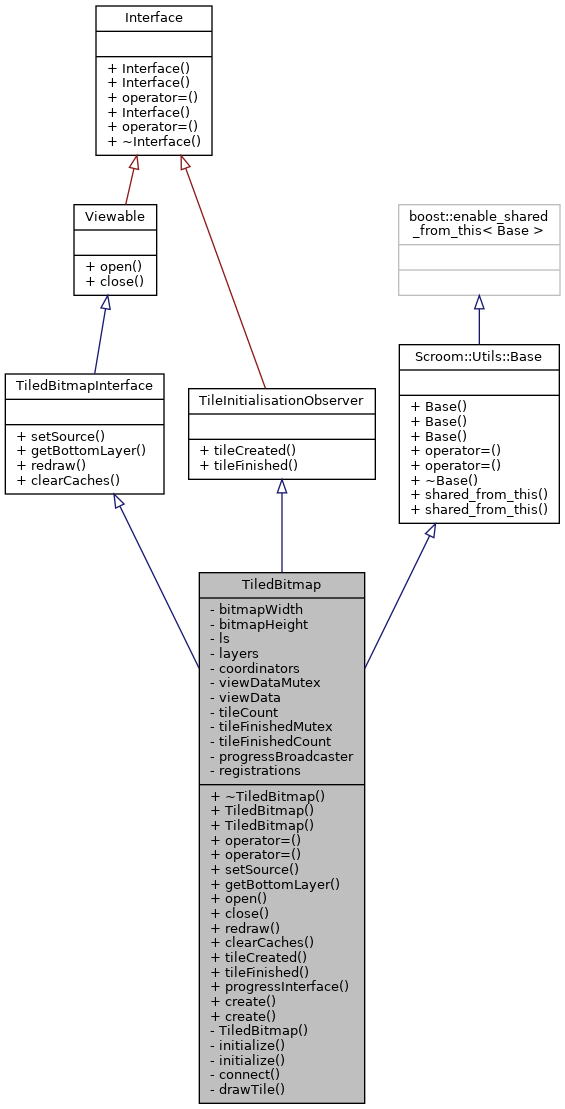 Interface
+ Interface()
+ Interface()
+ operator=()
+ Interface()
+ operator=()
+ ~Interface()
Viewable
+ open()
+ close()
boost::enable_shared
_from_this< Base >
TiledBitmapInterface
+ setSource()
+ getBottomLayer()
+ redraw()
+ clearCaches()
TileInitialisationObserver
+ tileCreated()
+ tileFinished()
Scroom::Utils::Base
+ Base()
+ Base()
+ Base()
+ operator=()
+ operator=()
+ ~Base()
+ shared_from_this()
+ shared_from_this()
TiledBitmap
- bitmapWidth
- bitmapHeight
- ls
- layers
- coordinators
- viewDataMutex
- viewData
- tileCount
- tileFinishedMutex
- tileFinishedCount
- progressBroadcaster
- registrations
+ ~TiledBitmap()
+ TiledBitmap()
+ TiledBitmap()
+ operator=()
+ operator=()
+ setSource()
+ getBottomLayer()
+ open()
+ close()
+ redraw()
+ clearCaches()
+ tileCreated()
+ tileFinished()
+ progressInterface()
+ create()
+ create()
- TiledBitmap()
- initialize()
- initialize()
- connect()
- drawTile()